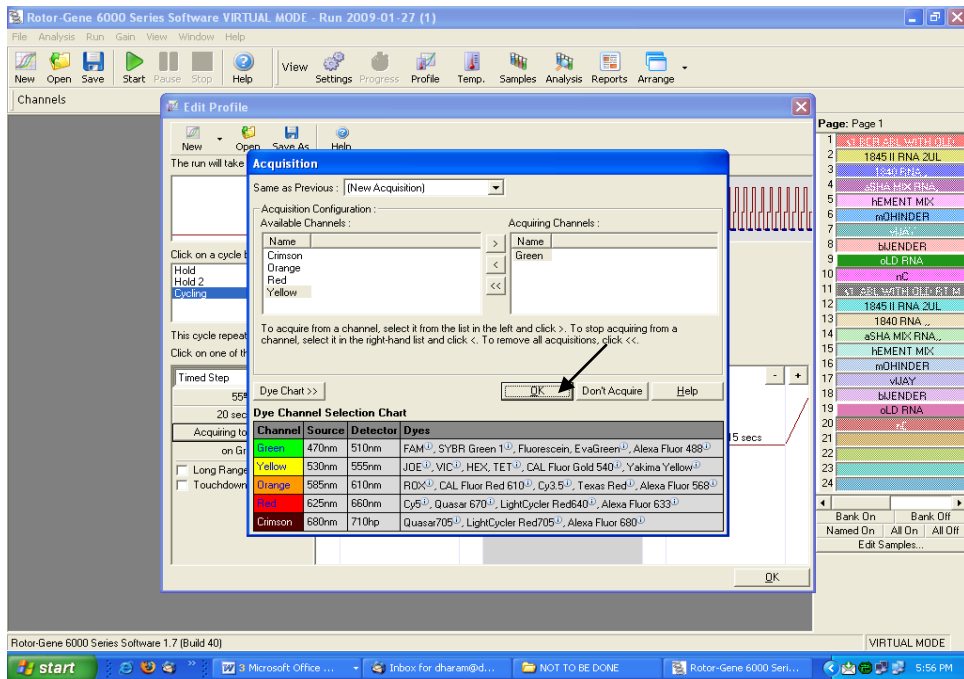 Rotor-Gene 6000 Series Software VIRTUAL MODE - Run 2009-01-27 (1)
File Analysis Run Gain View Window Help
New Open Save Start Pause Stop Help View Settings Progress Profile Temp. Samples Analysis Reports Arrange
Channels
Edit Profile
New Open Save As Help
The run will take
Acquisition
Same as Previous : (New Acquisition)
Acquisition Configuration :
Available Channels :
Name
Crimson
Orange
Red
Yellow
>
<
<<
Acquiring Channels :
Name
Green
To acquire from a channel, select it from the list in the left and click >. To stop acquiring from a
channel, select it in the right-hand list and click <. To remove all acquisitions, click <<.
Dye Chart >> OK Don't Acquire Help
Dye Channel Selection Chart
Channel Source Detector Dyes
Green 470nm 510nm FAM, SYBR Green 1, Fluorescein, EvaGreen, Alexa Fluor 488
Yellow 530nm 555nm JOE, VIC, HEX, TET, CAL Fluor Gold 540, Yakima Yellow
Orange 585nm 610nm ROX, CAL Fluor Red 610, Cy3.5, Texas Red, Alexa Fluor 568
Red 625nm 660nm Cy5, Quasar 670, LightCycler Red640, Alexa Fluor 633
Crimson 680nm 710hp Quasar705, LightCycler Red705, Alexa Fluor 680
Click on a cycle b
Hold
Hold 2
Cycling
This cycle repeat
Click on one of th
Timed Step
55°
20 sec
Acquiring to
on Gr
Long Range
Touchdown
- +
15 secs
OK
Page: Page 1
1
2 1845 II RNA 2UL
3 1840 RNA,,
4 aSHA MIX RNA,
5 hEMENT MIX
6 mOHINDER
7 vIJAY
8 bIJENDER
9 oLD RNA
10 nC
11
12 1845 II RNA 2UL
13 1840 RNA ,,
14 aSHA MIX RNA,,
15 hEMENT MIX
16 mOHINDER
17 vIJAY
18 bIJENDER
19 oLD RNA
20 nC
21
22
23
24
Bank On Bank Off
Named On All On All Off
Edit Samples...
Rotor-Gene 6000 Series Software 1.7 (Build 40) VIRTUAL MODE
start 3 Microsoft Office ... Inbox for dharam@d... NOT TO BE DONE Rotor-Gene 6000 Seri... 5:56 PM